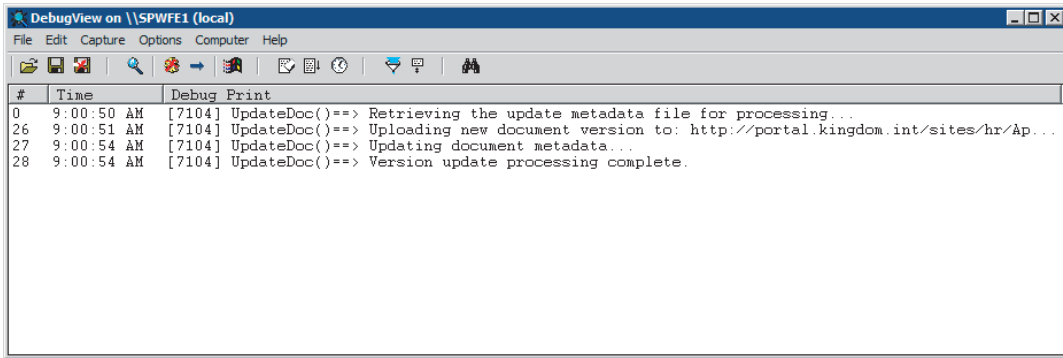 DebugView on \\SPWFE1 (local)
File Edit Capture Options Computer Help
# Time Debug Print
0 9:00:50 AM [7104] UpdateDoc()==> Retrieving the update metadata file for processing...
26 9:00:51 AM [7104] UpdateDoc()==> Uploading new document version to: http://portal.kingdom.int/sites/hr/Ap...
27 9:00:54 AM [7104] UpdateDoc()==> Updating document metadata...
28 9:00:54 AM [7104] UpdateDoc()==> Version update processing complete.